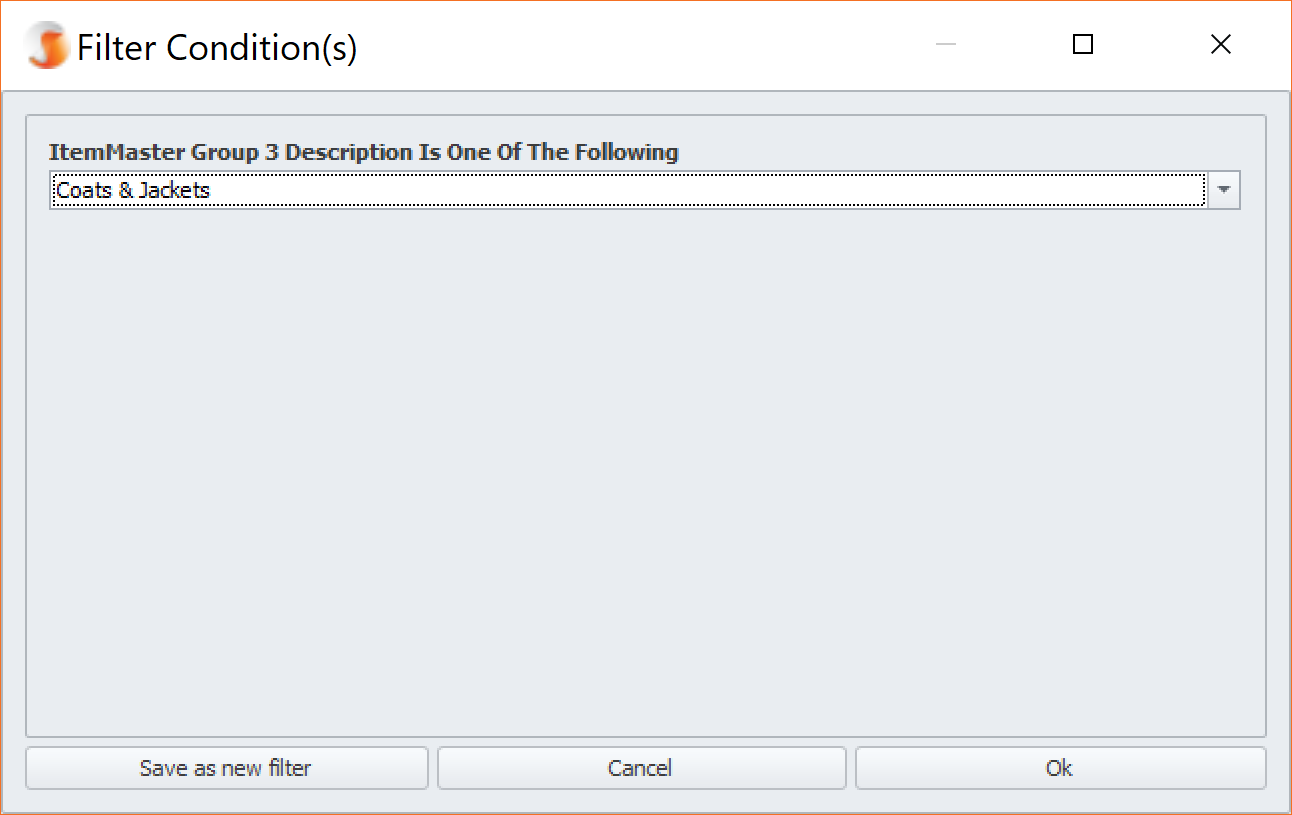 Filter Condition(s)
ItemMaster Group 3 Description Is One Of The Following
Coats & Jackets
Save as new filter
Cancel
Ok